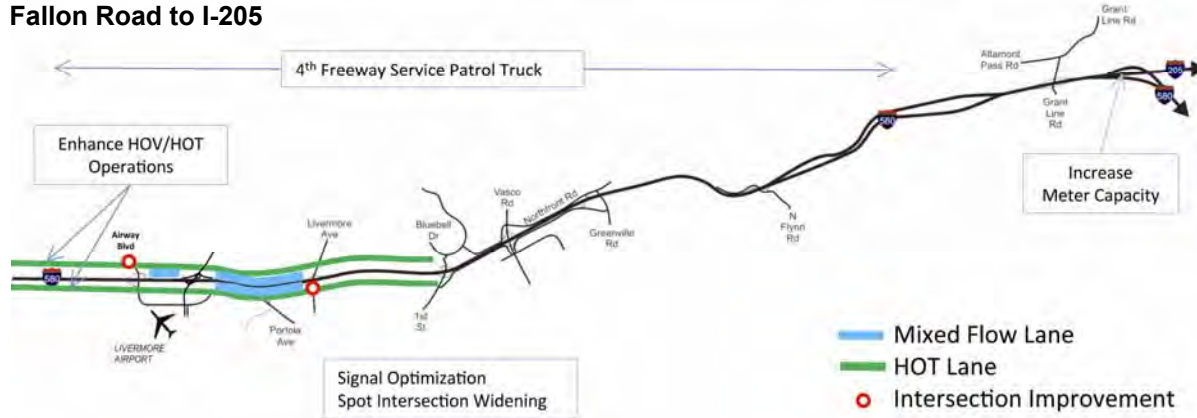 Fallon Road to I-205
4th Freeway Service Patrol Truck
Grant
Line Rd
Altamont
Pass Rd
205
580
Grant
Line
Rd
580
Enhance HOV/HOT
Operations
Increase
Meter Capacity
Airway
Blvd
Livermore
Ave
Bluebell
Dr
Vasco
Rd
Northfront Rd
Greenville
Rd
N
Flynn
Rd
580
LIVERMORE
AIRPORT
Portola
Ave
1st
St.
Signal Optimization
Spot Intersection Widening
Mixed Flow Lane
HOT Lane
Intersection Improvement